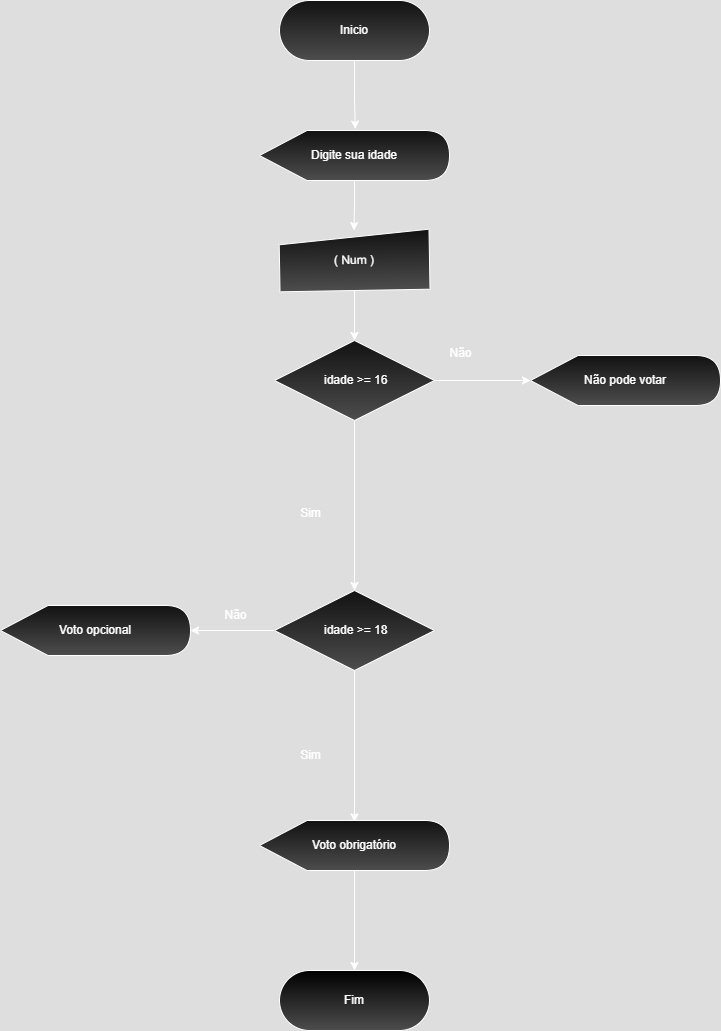 Inicio
Digite sua idade
( Num )
idade >= 16
Não
Não pode votar
Sim
Voto opcional
Não
idade >= 18
Sim
Voto obrigatório
Fim